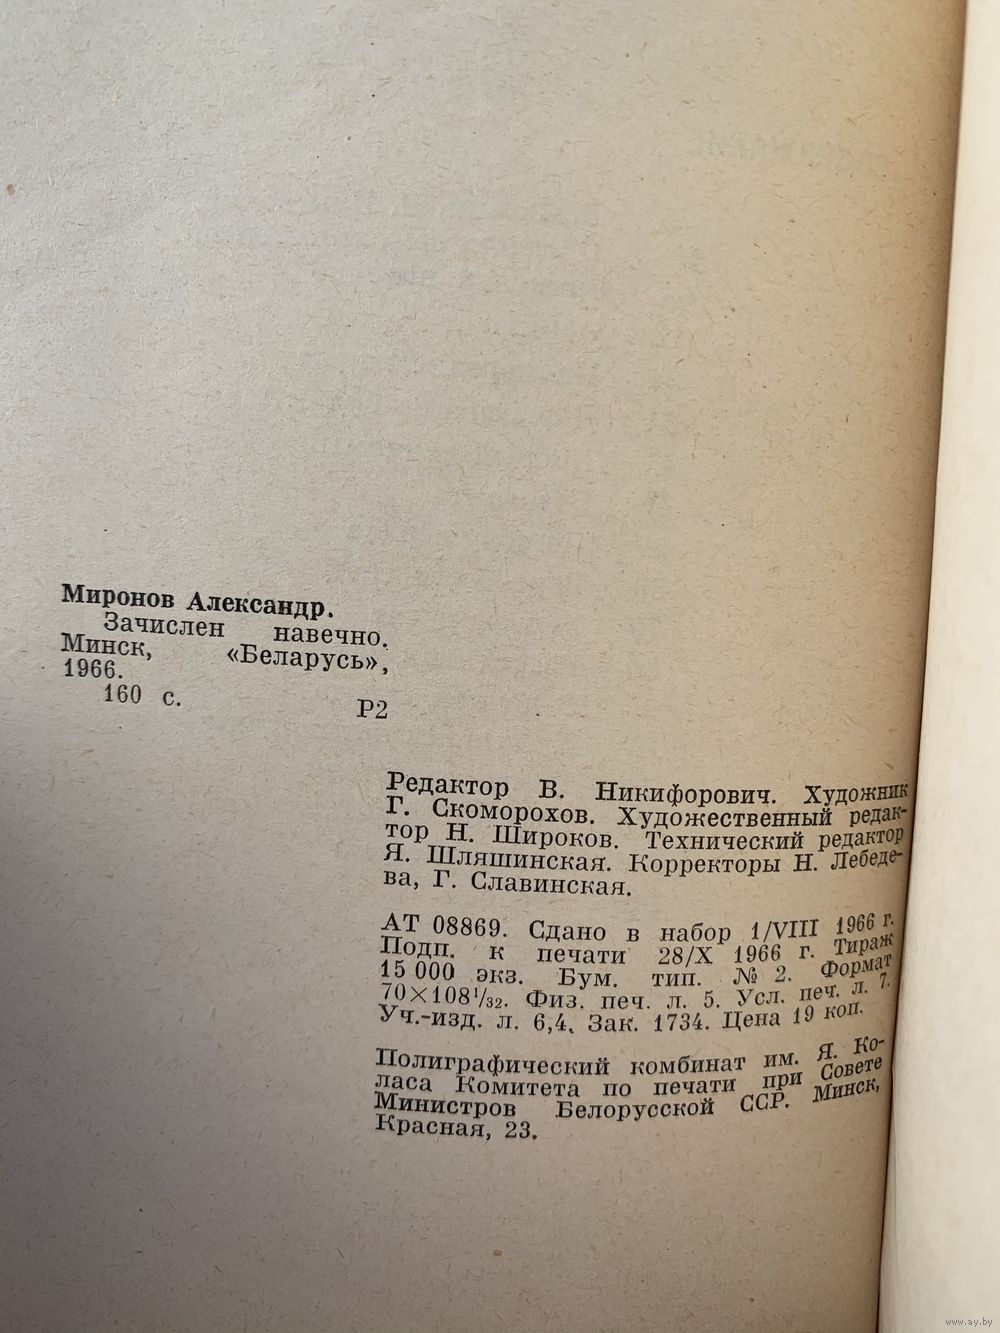 Миронов Александр.
Зачислен навечно.
Минск, «Беларусь»,
1966.
160 с.
Р2
Редактор В. Никифорович. Художник
Г. Скоморохов. Художественный редак-
тор Н. Широков. Технический редактор
Я. Шляшинская. Корректоры Н. Лебеде-
ва, Г. Славинская.
АТ 08869. Сдано в набор 1/VIII 1966 г.
Подп. к печати 28/X 1966 г. Тираж
15 000 экз. Бум. тип. № 2. Формат
70×108¹/₃₂. Физ. печ. л. 5. Усл. печ. л. 7.
Уч.-изд. л. 6,4. Зак. 1734. Цена 19 коп.
Полиграфический комбинат им. Я. Ко-
ласа Комитета по печати при Совете
Министров Белорусской ССР. Минск,
Красная, 23.
www.ay.by